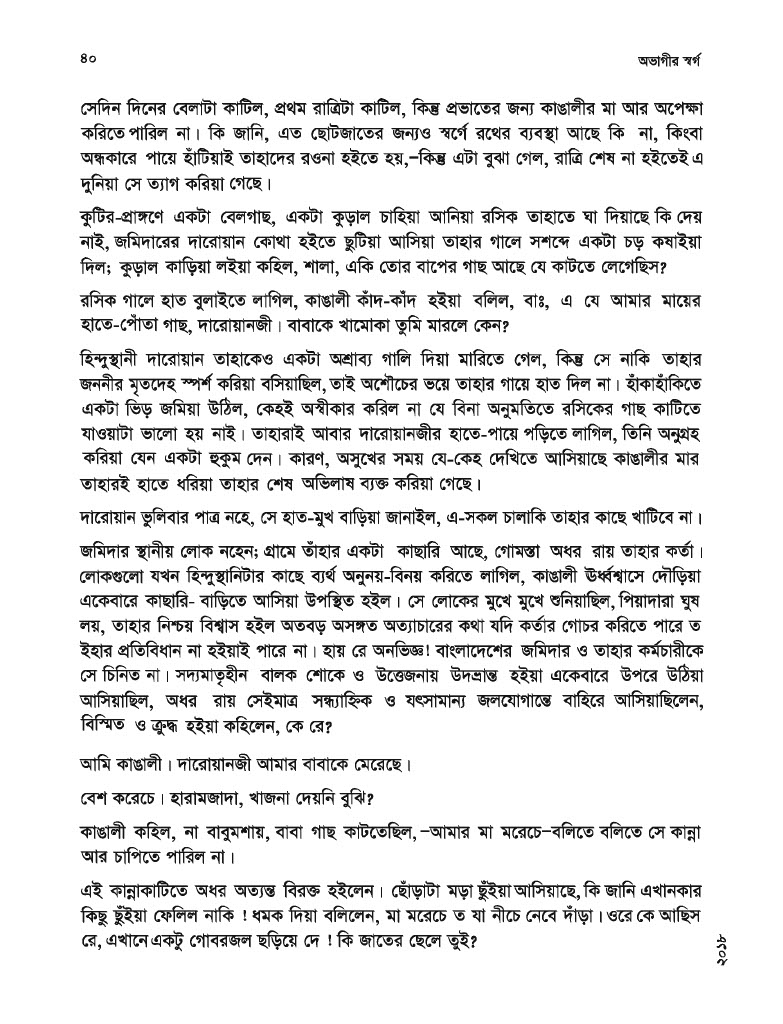 ৪০
অভাগীর স্বর্গ
সেদিন দিনের বেলাটা কাটিল, প্রথম রাত্রিটা কাটিল, কিন্তু প্রভাতের জন্য কাঙালীর মা আর অপেক্ষা
করিতে পারিল না। কি জানি, এত ছোটজাতের জন্যও স্বর্গে রথের ব্যবস্থা আছে কি না, কিংবা
অন্ধকারে পায়ে হাঁটিয়াই তাহাদের রওনা হইতে হয়,–কিন্তু এটা বুঝা গেল, রাত্রি শেষ না হইতেই এ
দুনিয়া সে ত্যাগ করিয়া গেছে।
কুটির-প্রাঙ্গণে একটা বেলগাছ, একটা কুড়াল চাহিয়া আনিয়া রসিক তাহাতে ঘা দিয়াছে কি দেয়
নাই, জমিদারের দারোয়ান কোথা হইতে ছুটিয়া আসিয়া তাহার গালে সশব্দে একটা চড় কষাইয়া
দিল; কুড়াল কাড়িয়া লইয়া কহিল, শালা, একি তোর বাপের গাছ আছে যে কাটতে লেগেছিস?
রসিক গালে হাত বুলাইতে লাগিল, কাঙালী কাঁদ-কাঁদ হইয়া বলিল, বাঃ, এ যে আমার মায়ের
হাতে-পোঁতা গাছ, দারোয়ানজী। বাবাকে খামোকা তুমি মারলে কেন?
হিন্দুস্থানী দারোয়ান তাহাকেও একটা অশ্রাব্য গালি দিয়া মারিতে গেল, কিন্তু সে নাকি তাহার
জননীর মৃতদেহ স্পর্শ করিয়া বসিয়াছিল, তাই অশৌচের ভয়ে তাহার গায়ে হাত দিল না। হাঁকাহাঁকিতে
একটা ভিড় জমিয়া উঠিল, কেহই অস্বীকার করিল না যে বিনা অনুমতিতে রসিকের গাছ কাটিতে
যাওয়াটা ভালো হয় নাই। তাহারাই আবার দারোয়ানজীর হাতে-পায়ে পড়িতে লাগিল, তিনি অনুগ্রহ
করিয়া যেন একটা হুকুম দেন। কারণ, অসুখের সময় যে-কেহ দেখিতে আসিয়াছে কাঙালীর মার
তাহারই হাতে ধরিয়া তাহার শেষ অভিলাষ ব্যক্ত করিয়া গেছে।
দারোয়ান ভুলিবার পাত্র নহে, সে হাত-মুখ বাড়িয়া জানাইল, এ-সকল চালাকি তাহার কাছে খাটিবে না।
জমিদার স্থানীয় লোক নহেন; গ্রামে তাঁহার একটা কাছারি আছে, গোমস্তা অধর রায় তাহার কর্তা।
লোকগুলো যখন হিন্দুস্থানিটার কাছে ব্যর্থ অনুনয়-বিনয় করিতে লাগিল, কাঙালী ঊর্ধ্বশ্বাসে দৌড়িয়া
একেবারে কাছারি- বাড়িতে আসিয়া উপস্থিত হইল। সে লোকের মুখে মুখে শুনিয়াছিল, পিয়াদারা ঘুষ
লয়, তাহার নিশ্চয় বিশ্বাস হইল অতবড় অসঙ্গত অত্যাচারের কথা যদি কর্তার গোচর করিতে পারে ত
ইহার প্রতিবিধান না হইয়াই পারে না। হায় রে অনভিজ্ঞ! বাংলাদেশের জমিদার ও তাহার কর্মচারীকে
সে চিনিত না। সদ্যমাতৃহীন বালক শোকে ও উত্তেজনায় উদভ্রান্ত হইয়া একেবারে উপরে উঠিয়া
আসিয়াছিল, অধর রায় সেইমাত্র সন্ধ্যাহ্নিক ও যৎসামান্য জলযোগান্তে বাহিরে আসিয়াছিলেন,
বিস্মিত ও ক্রুদ্ধ হইয়া কহিলেন, কে রে?
আমি কাঙালী। দারোয়ানজী আমার বাবাকে মেরেছে।
বেশ করেচে। হারামজাদা, খাজনা দেয়নি বুঝি?
কাঙালী কহিল, না বাবুমশায়, বাবা গাছ কাটতেছিল,–আমার মা মরেচে–বলিতে বলিতে সে কান্না
আর চাপিতে পারিল না।
এই কান্নাকাটিতে অধর অত্যন্ত বিরক্ত হইলেন। ছোঁড়াটা মড়া ছুঁইয়া আসিয়াছে, কি জানি এখানকার
কিছু ছুঁইয়া ফেলিল নাকি ! ধমক দিয়া বলিলেন, মা মরেচে ত যা নীচে নেবে দাঁড়া। ওরে কে আছিস
রে, এখানে একটু গোবরজল ছড়িয়ে দে ! কি জাতের ছেলে তুই?
২০১৮